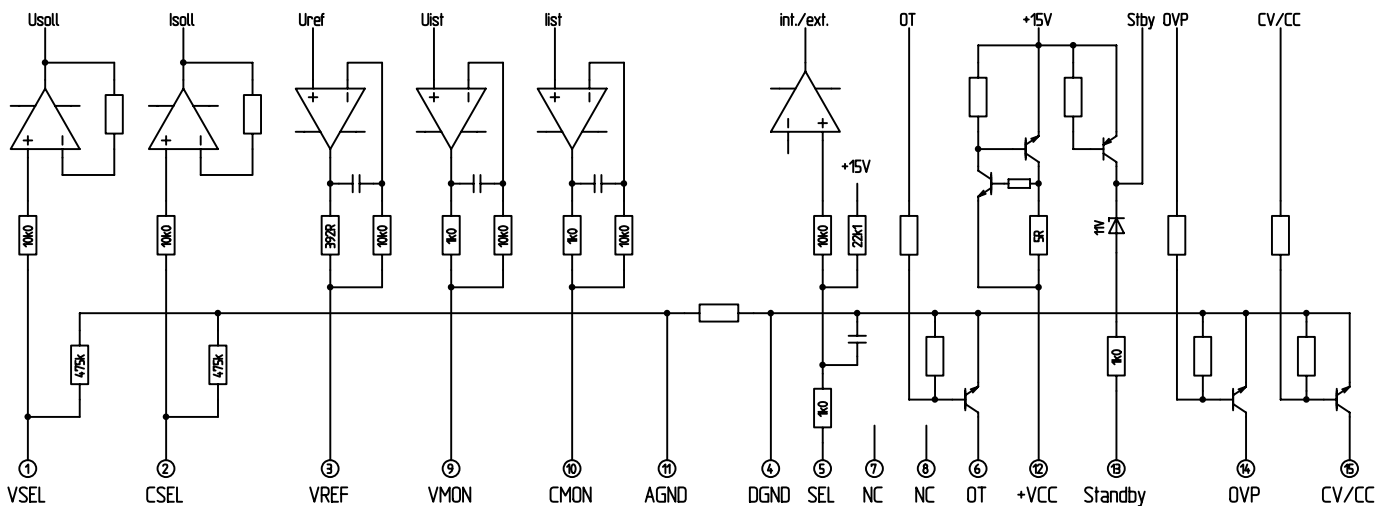 Usoll Isoll Uref Uist Iist int./ext. OT +15V Stby OVP CV/CC
+ − + − + − + − + − − +
+15V
10k0 10k0 392R 10k0 1k0 10k0 1k0 10k0 10k0 22k1 5R 11V
475k 475k 1k0
1k0
1 2 3 9 10 11 4 5 7 8 6 12 13 14 15
VSEL CSEL VREF VMON CMON AGND DGND SEL NC NC OT +VCC Standby OVP CV/CC